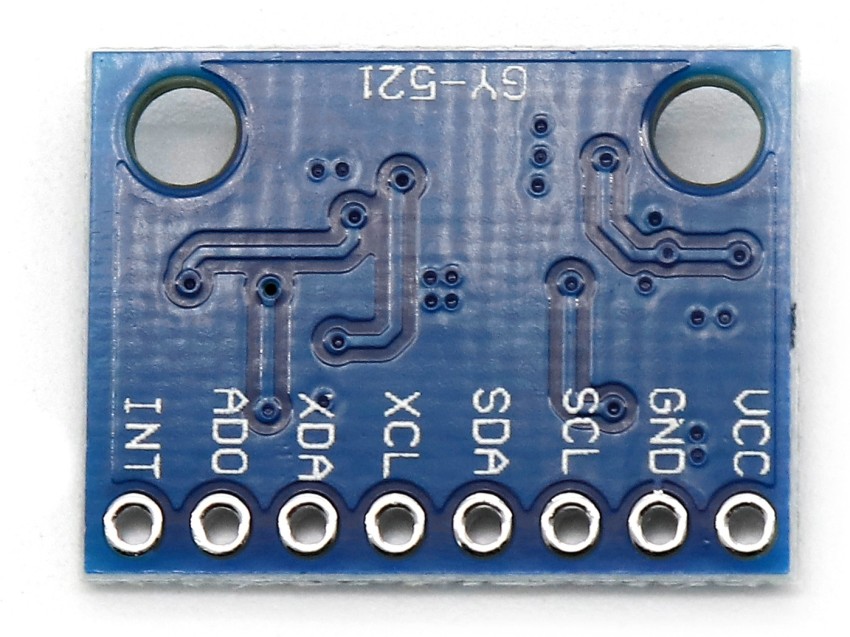 GY-521
INT
ADO
XDA
XCL
SDA
SCL
GND
VCC